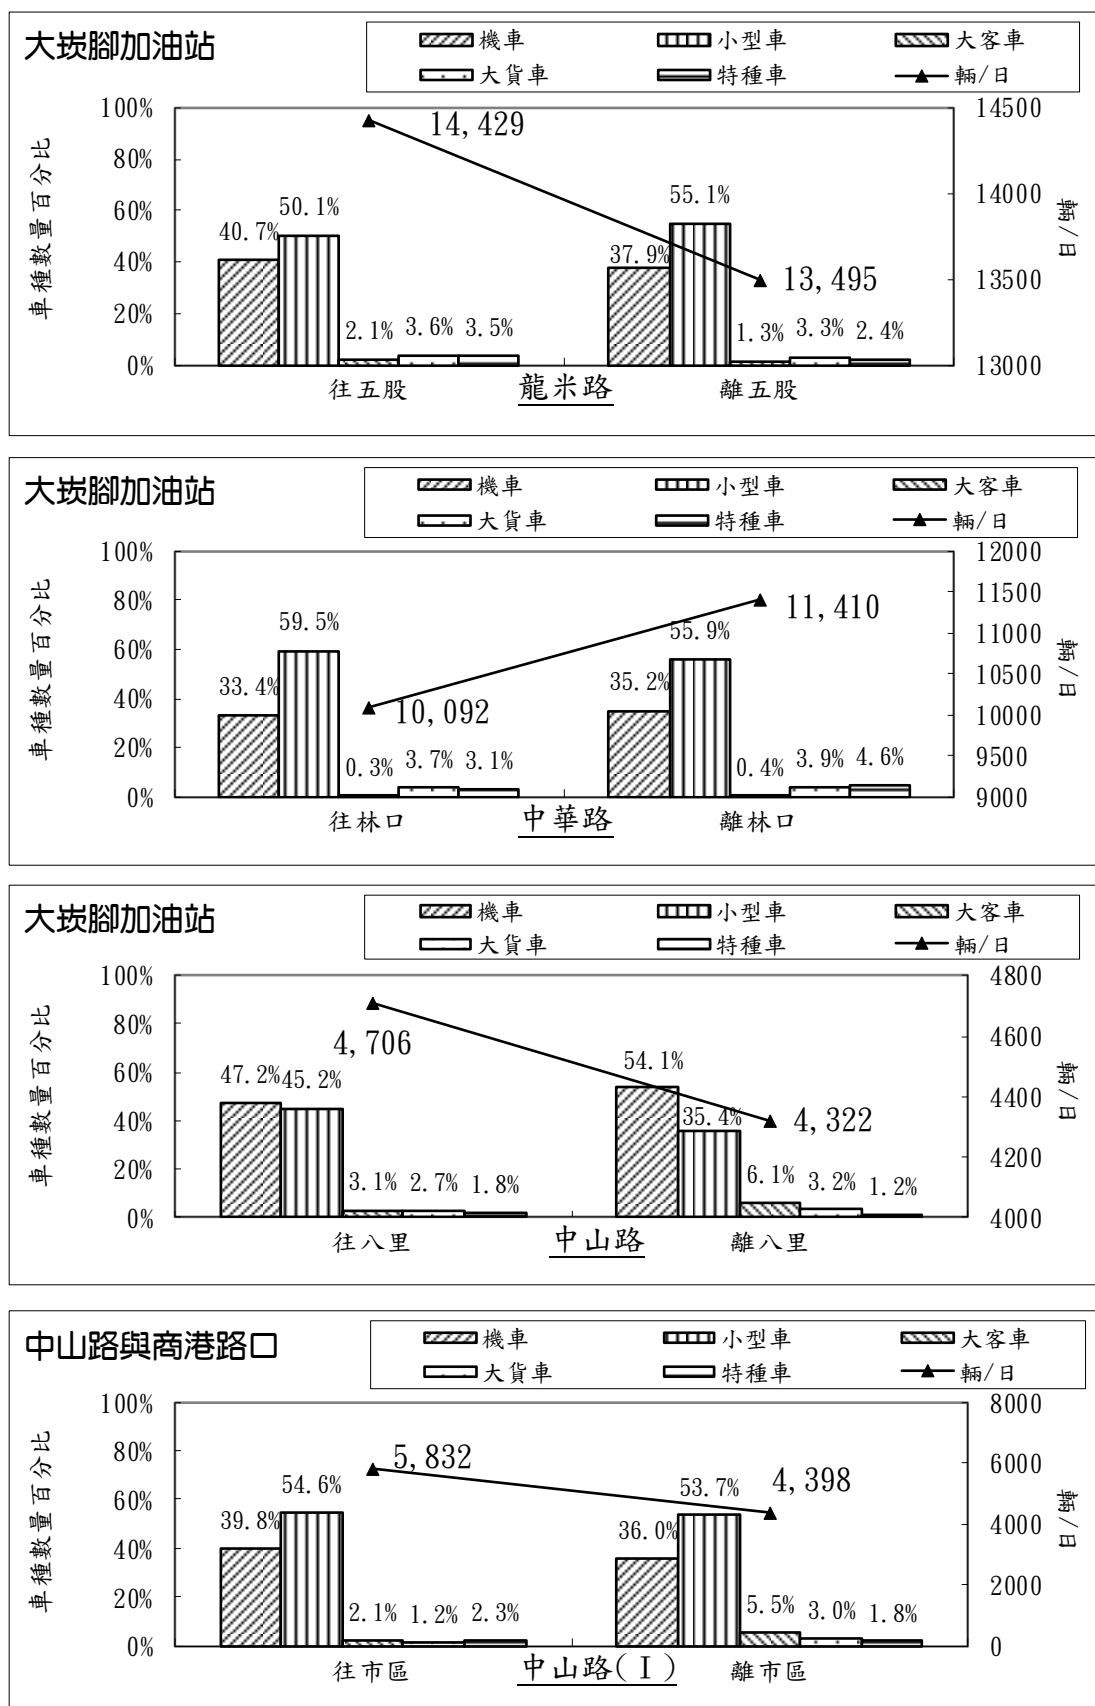 大崁腳加油站
機車 小型車 大客車
大貨車 特種車 輛/日
車種數量百分比
100%
80%
60%
40%
20%
0%
40.7% 50.1% 2.1% 3.6% 3.5%
37.9% 55.1% 1.3% 3.3% 2.4%
14,429
13,495
14500
14000
13500
13000
輛/日
往五股 龍米路 離五股
大崁腳加油站
機車 小型車 大客車
大貨車 特種車 輛/日
車種數量百分比
100%
80%
60%
40%
20%
0%
33.4% 59.5% 0.3% 3.7% 3.1%
35.2% 55.9% 0.4% 3.9% 4.6%
10,092
11,410
12000
11500
11000
10500
10000
9500
9000
輛/日
往林口 中華路 離林口
大崁腳加油站
機車 小型車 大客車
大貨車 特種車 輛/日
車種數量百分比
100%
80%
60%
40%
20%
0%
47.2% 45.2% 3.1% 2.7% 1.8%
54.1% 35.4% 6.1% 3.2% 1.2%
4,706
4,322
4800
4600
4400
4200
4000
輛/日
往八里 中山路 離八里
中山路與商港路口
機車 小型車 大客車
大貨車 特種車 輛/日
車種數量百分比
100%
80%
60%
40%
20%
0%
39.8% 54.6% 2.1% 1.2% 2.3%
36.0% 53.7% 5.5% 3.0% 1.8%
5,832
4,398
8000
6000
4000
2000
0
輛/日
往市區 中山路(I) 離市區